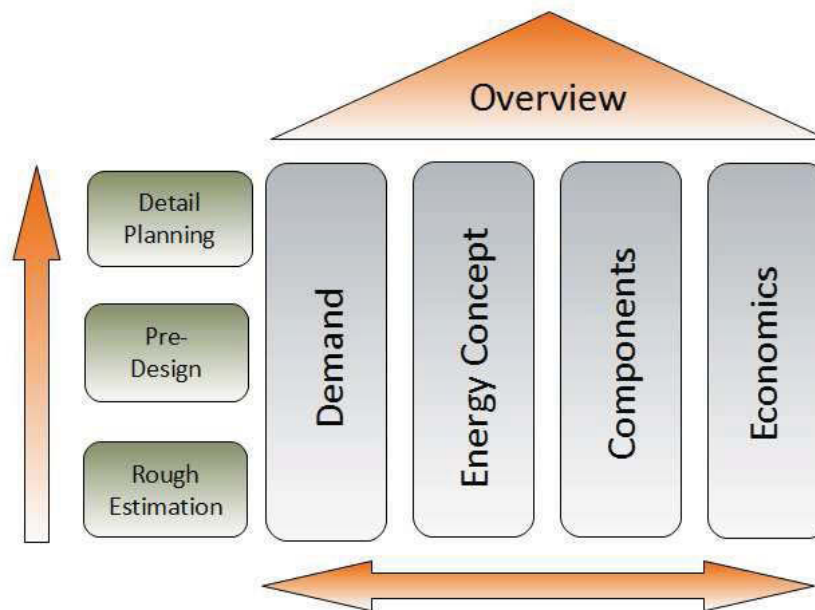 Overview
Detail
Planning
Pre-
Design
Rough
Estimation
Demand
Energy Concept
Components
Economics